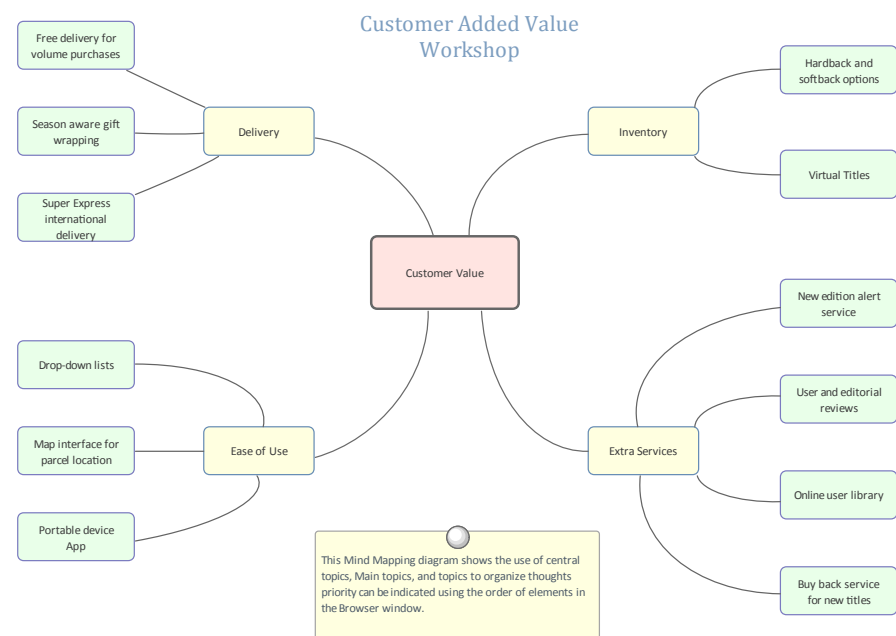 Customer Added Value
Workshop
Free delivery for
volume purchases
Season aware gift
wrapping
Super Express
international
delivery
Delivery
Inventory
Hardback and
softback options
Virtual Titles
Customer Value
Drop-down lists
Map interface for
parcel location
Portable device
App
Ease of Use
Extra Services
New edition alert
service
User and editorial
reviews
Online user library
Buy back service
for new titles
This Mind Mapping diagram shows the use of central
topics, Main topics, and topics to organize thoughts
priority can be indicated using the order of elements in
the Browser window.